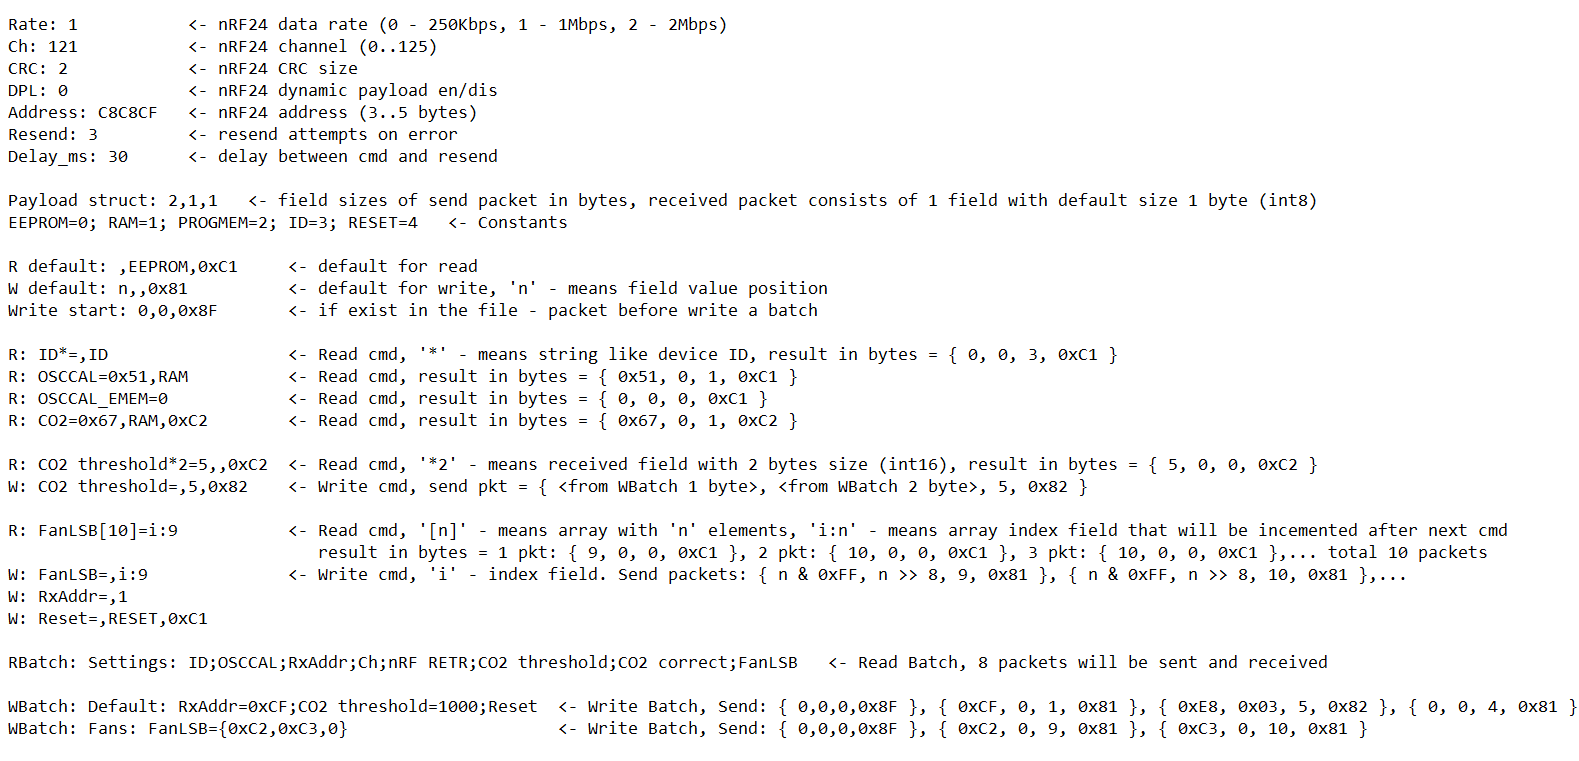 Rate: 1           <- nRF24 data rate (0 - 250Kbps, 1 - 1Mbps, 2 - 2Mbps)
Ch: 121           <- nRF24 channel (0..125)
CRC: 2            <- nRF24 CRC size
DPL: 0            <- nRF24 dynamic payload en/dis
Address: C8C8CF   <- nRF24 address (3..5 bytes)
Resend: 3         <- resend attempts on error
Delay_ms: 30      <- delay between cmd and resend
Payload struct: 2,1,1   <- field sizes of send packet in bytes, received packet consists of 1 field with default size 1 byte (int8)
EEPROM=0; RAM=1; PROGMEM=2; ID=3; RESET=4   <- Constants
R default: ,EEPROM,0xC1     <- default for read
W default: n,,0x81          <- default for write, 'n' - means field value position
Write start: 0,0,0x8F       <- if exist in the file - packet before write a batch
R: ID*=,ID                  <- Read cmd, '*' - means string like device ID, result in bytes = { 0, 0, 3, 0xC1 }
R: OSCCAL=0x51,RAM          <- Read cmd, result in bytes = { 0x51, 0, 1, 0xC1 }
R: OSCCAL_EMEM=0            <- Read cmd, result in bytes = { 0, 0, 0, 0xC1 }
R: CO2=0x67,RAM,0xC2        <- Read cmd, result in bytes = { 0x67, 0, 1, 0xC2 }
R: CO2 threshold*2=5,,0xC2  <- Read cmd, '*2' - means received field with 2 bytes size (int16), result in bytes = { 5, 0, 0, 0xC2 }
W: CO2 threshold=,5,0x82    <- Write cmd, send pkt = { <from WBatch 1 byte>, <from WBatch 2 byte>, 5, 0x82 }
R: FanLSB[10]=i:9           <- Read cmd, '[n]' - means array with 'n' elements, 'i:n' - means array index field that will be incemented after next cmd
result in bytes = 1 pkt: { 9, 0, 0, 0xC1 }, 2 pkt: { 10, 0, 0, 0xC1 }, 3 pkt: { 10, 0, 0, 0xC1 },... total 10 packets
W: FanLSB=,i:9              <- Write cmd, 'i' - index field. Send packets: { n & 0xFF, n >> 8, 9, 0x81 }, { n & 0xFF, n >> 8, 10, 0x81 },...
W: RxAddr=,1
W: Reset=,RESET,0xC1
RBatch: Settings: ID;OSCCAL;RxAddr;Ch;nRF RETR;CO2 threshold;CO2 correct;FanLSB   <- Read Batch, 8 packets will be sent and received
WBatch: Default: RxAddr=0xCF;CO2 threshold=1000;Reset  <- Write Batch, Send: { 0,0,0,0x8F }, { 0xCF, 0, 1, 0x81 }, { 0xE8, 0x03, 5, 0x82 }, { 0, 0, 4, 0x81 }
WBatch: Fans: FanLSB={0xC2,0xC3,0}                     <- Write Batch, Send: { 0,0,0,0x8F }, { 0xC2, 0, 9, 0x81 }, { 0xC3, 0, 10, 0x81 }